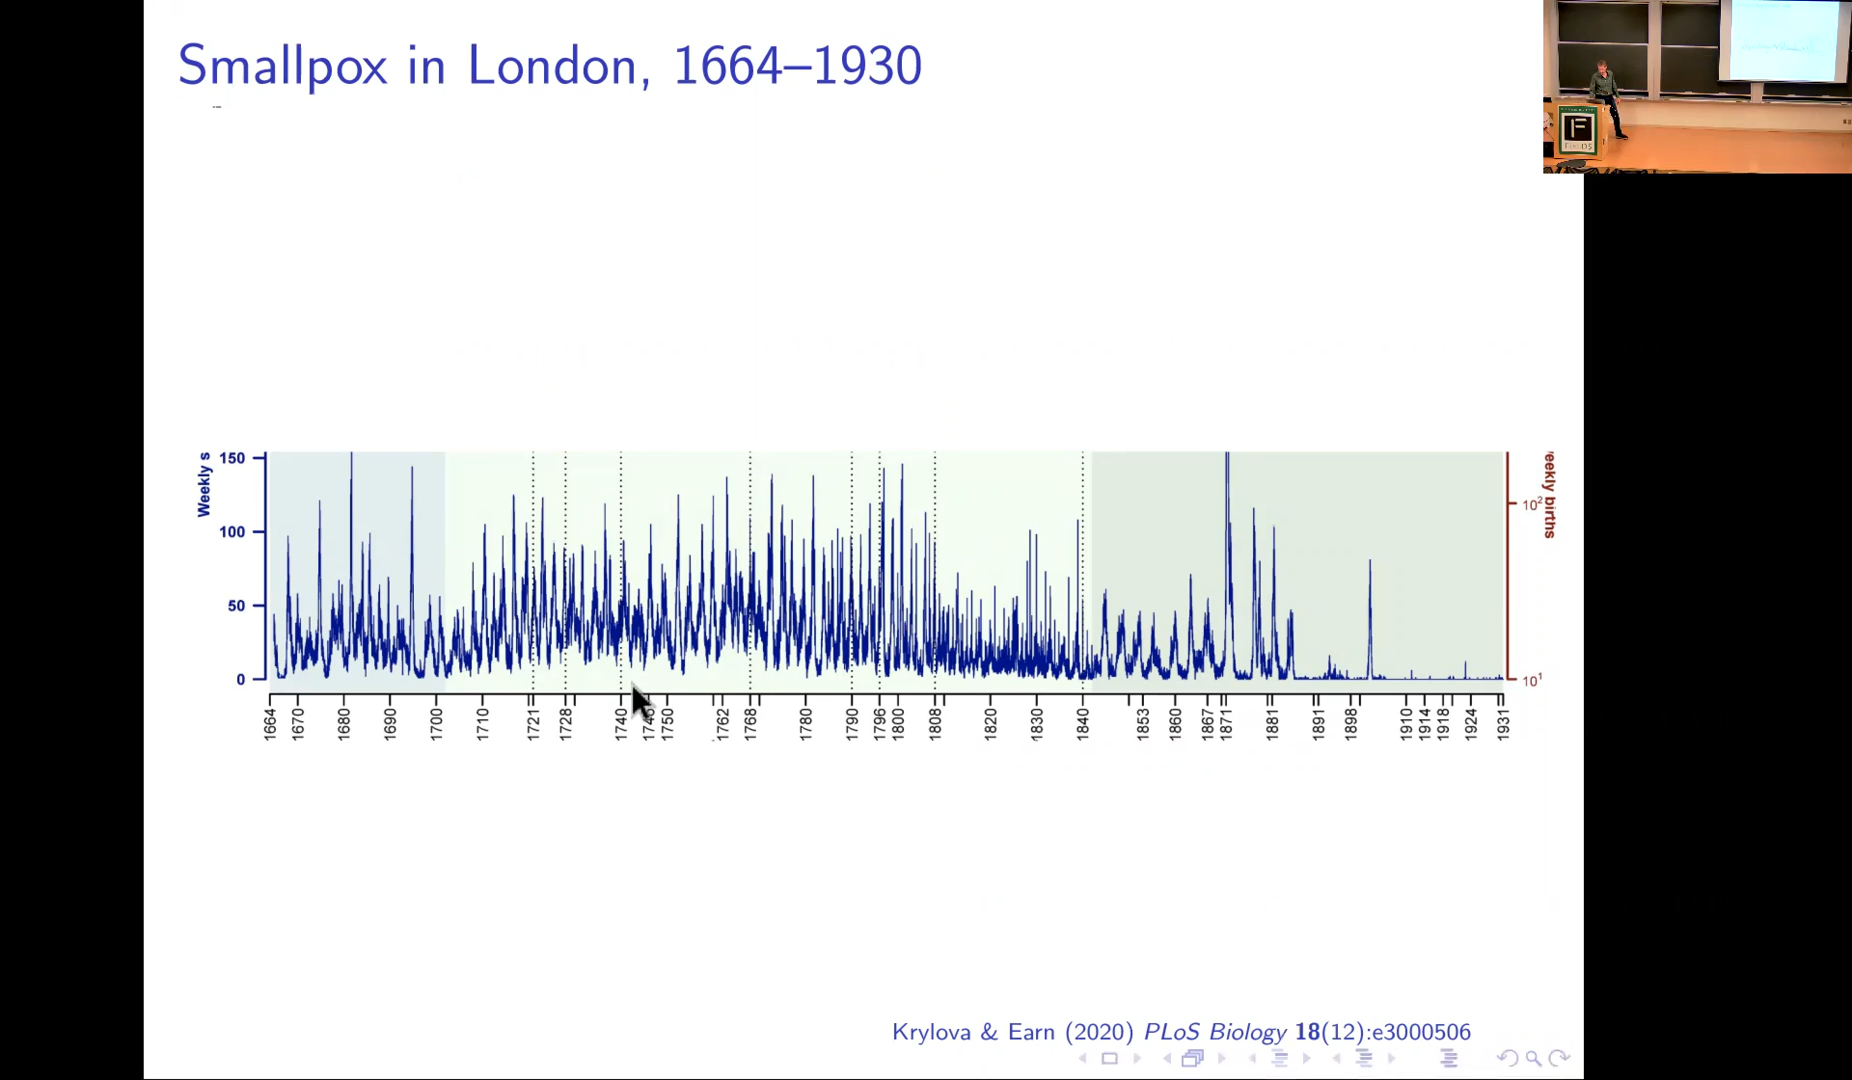 Smallpox in London, 1664–1930
Weekly s
150
100
50
0
10²
10¹
eekly births
1664 1670 1680 1690 1700 1710 1721 1728 1740 1746 1750 1762 1768 1780 1790 1796 1800 1808 1820 1830 1840 1853 1860 1867 1871 1881 1891 1898 1910 1914 1918 1924 1931
Krylova & Earn (2020) PLoS Biology 18(12):e3000506
F
FIELDS